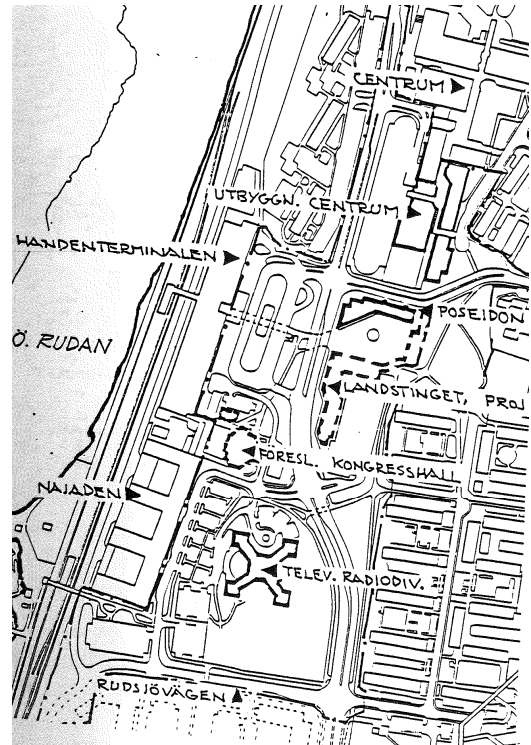 CENTRUM
UTBYGGN. CENTRUM
HANDENTERMINALEN
POSEIDON
Ö. RUDAN
LANDSTINGET, PROJ
FÖRESL. KONGRESSHALL
NAJADEN
TELEV. RADIODIV.
RUDSJÖVÄGEN